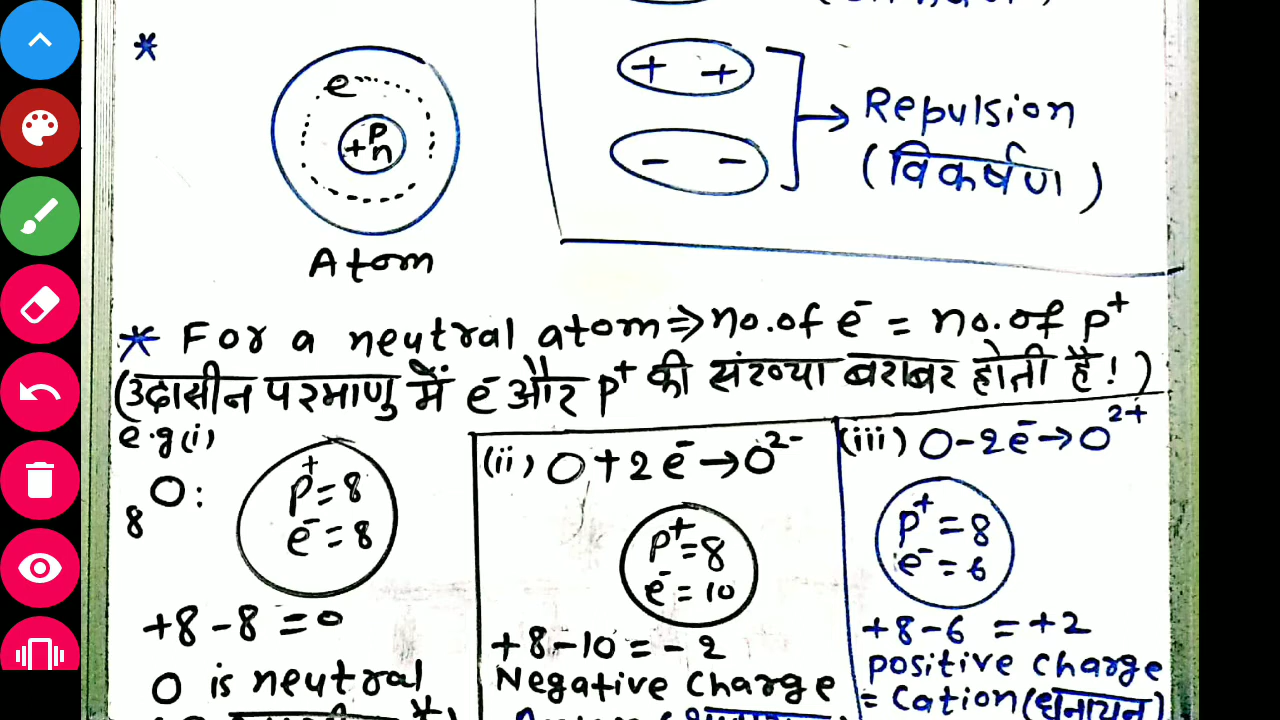 *
+ +
- -
Repulsion
(विकर्षण)
e⁻
+P
n
Atom
* For a neutral atom ⇒ no. of e⁻ = no. of p⁺
(उदासीन परमाणु में e⁻ और p⁺ की संख्या बराबर होती है! )
e.g (i)
₈O:
p⁺ = 8
e⁻ = 8
+8 - 8 = 0
O is neutral
(ii) O + 2e⁻ → O²⁻
p⁺ = 8
e⁻ = 10
+8 - 10 = - 2
Negative Charge
(iii) O - 2e⁻ → O²⁺
p⁺ = 8
e⁻ = 6
+8 - 6 = +2
positive charge
= Cation (धनायन)